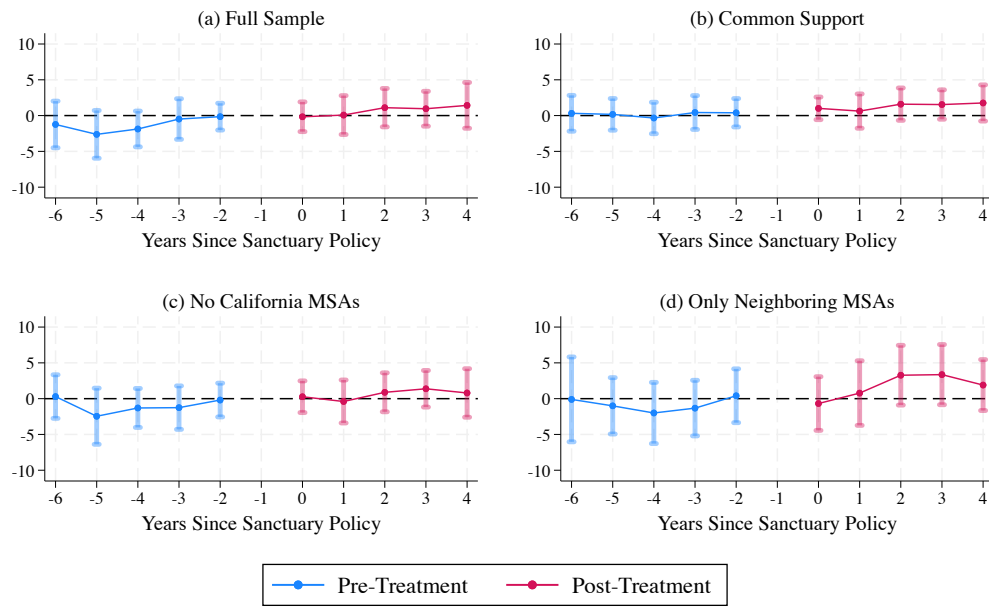 (a) Full Sample
10
5
0
-5
-10
-6 -5 -4 -3 -2 -1 0 1 2 3 4
Years Since Sanctuary Policy
(b) Common Support
10
5
0
-5
-10
-6 -5 -4 -3 -2 -1 0 1 2 3 4
Years Since Sanctuary Policy
(c) No California MSAs
10
5
0
-5
-10
-6 -5 -4 -3 -2 -1 0 1 2 3 4
Years Since Sanctuary Policy
(d) Only Neighboring MSAs
10
5
0
-5
-10
-6 -5 -4 -3 -2 -1 0 1 2 3 4
Years Since Sanctuary Policy
Pre-Treatment Post-Treatment